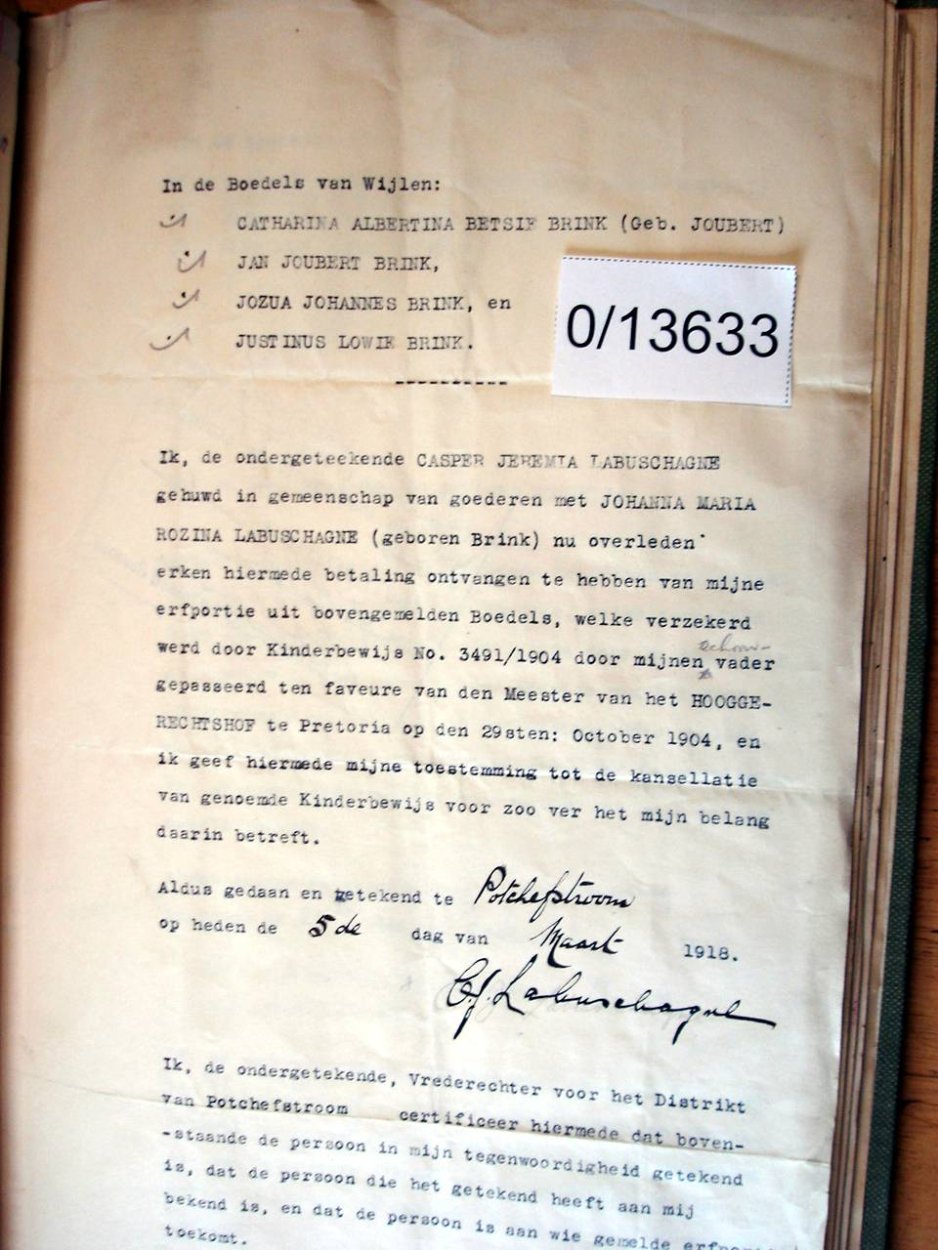 In de Boedels van Wijlen:
CATHARINA ALBERTINA BETSIE BRINK (Geb. JOUBERT)
JAN JOUBERT BRINK,
JOZUA JOHANNES BRINK, en
JUSTINUS LOWIE BRINK.
0/13633
----------
Ik, de ondergeteekende CASPER JEREMIA LABUSCHAGNE
gehuwd in gemeenschap van goederen met JOHANNA MARIA
ROZINA LABUSCHAGNE (geboren Brink) nu overleden
erken hiermede betaling ontvangen te hebben van mijne
erfportie uit bovengemelden Boedels, welke verzekerd
schoon-
werd door Kinderbewijs No. 3491/1904 door mijnen vader
gepasseerd ten faveure van den Meester van het HOOGGE-
RECHTSHOF te Pretoria op den 29sten: October 1904, en
ik geef hiermede mijne toestemming tot de kansellatie
van genoemde Kinderbewijs voor zoo ver het mijn belang
daarin betreft.
Aldus gedaan en getekend te Potchefstroom
op heden de 5de dag van Maart 1918.
C.J. Labuschagne
Ik, de ondergetekende, Vrederechter voor het Distrikt
van Potchefstroom certificeer hiermede dat boven-
-staande de persoon in mijn tegenwoordigheid getekend
is, dat de persoon die het getekend heeft aan mij
bekend is, en dat de persoon is aan wie gemelde
toekomt.